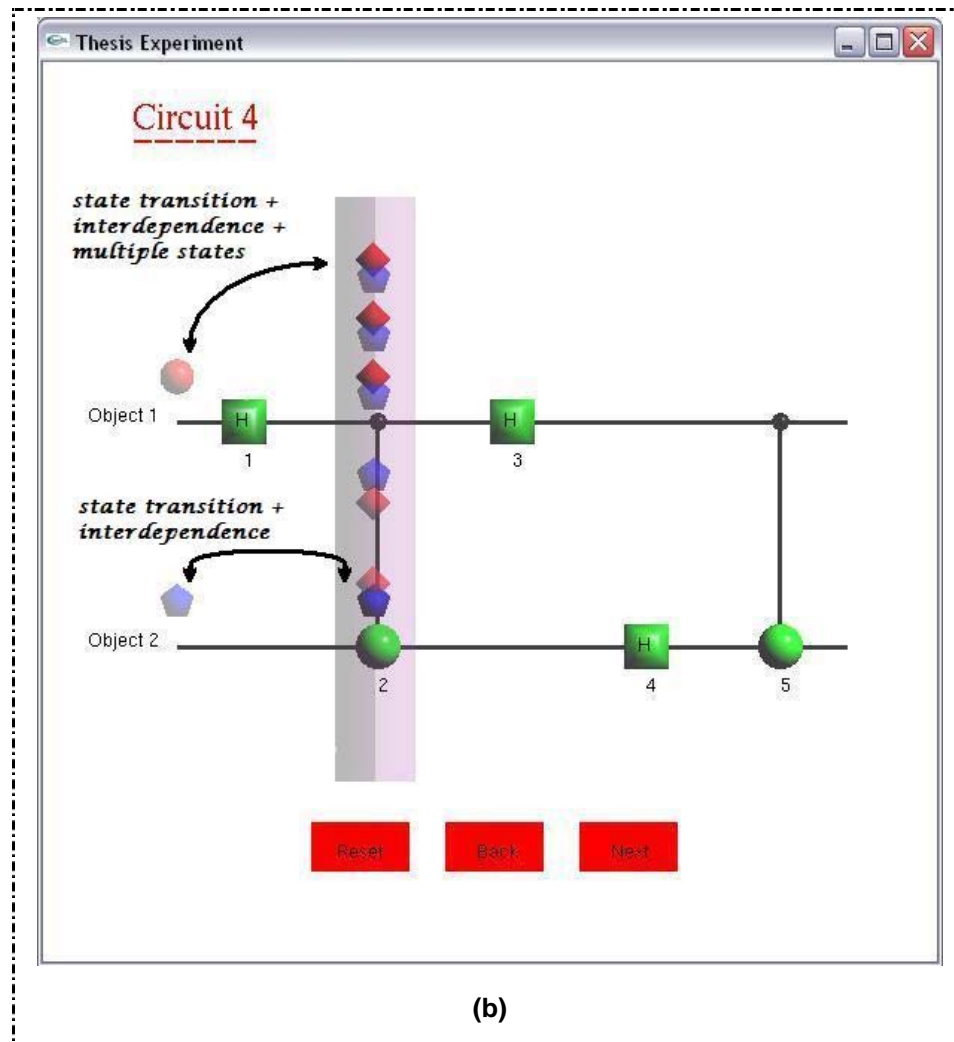 Thesis Experiment
Circuit 4
state transition +
interdependence +
multiple states
Object 1
H
H
1
3
state transition +
interdependence
Object 2
H
2
4
5
Reset
Back
Next
(b)